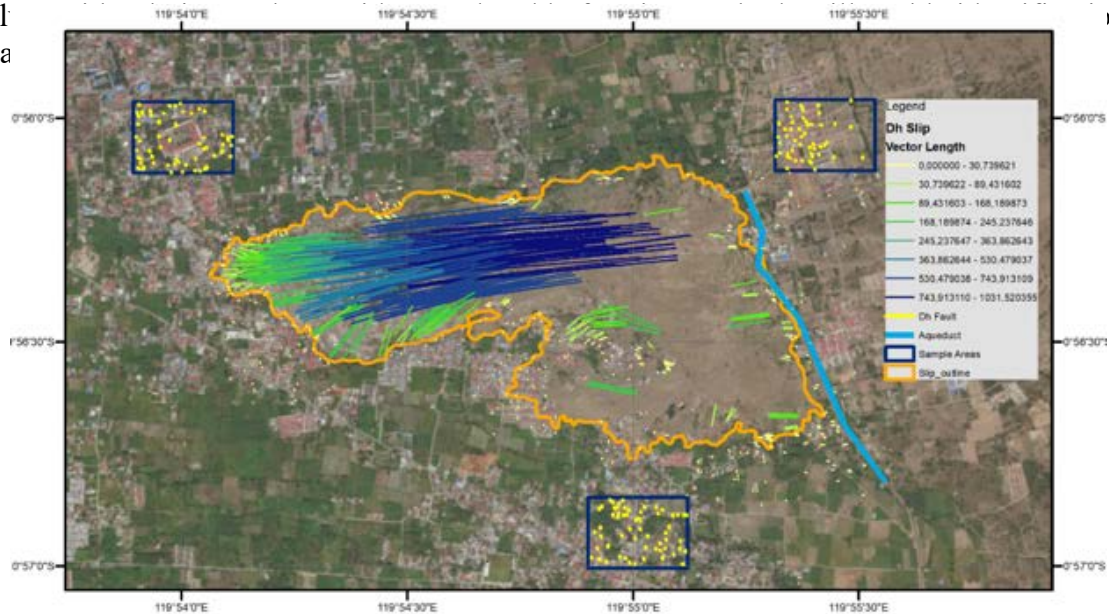 119°54'0"E 119°54'30"E 119°55'0"E 119°55'30"E
0°56'0"S 0°56'0"S
Legend
Dh Slip
Vector Length
0,000000 - 30,739621
30,739622 - 89,431602
89,431603 - 168,189873
168,189874 - 245,237646
245,237647 - 363,862643
363,862644 - 530,479037
530,479038 - 743,913109
743,913110 - 1031,520355
Dh Fault
Aqueduct
Sample Areas
Slip_outline
°56'30"S 0°56'30"S
0°57'0"S 0°57'0"S
119°54'0"E 119°54'30"E 119°55'0"E 119°55'30"E